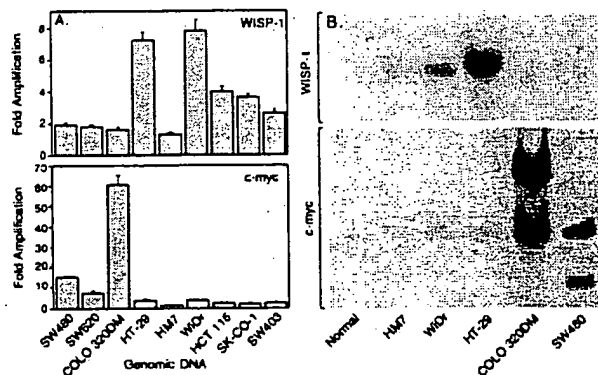 A.
WISP-1
Fold Amplification
8
6
4
2
0
c-myc
Fold Amplification
70
65
60
50
40
30
20
10
0
SW480
SW620
COLO 320DM
HT-29
HM7
WiDr
HCT 116
SK-CO-1
SW403
Genomic DNA
B.
WISP-1
c-myc
Normal
HM7
WiDr
HT-29
COLO 320DM
SW480